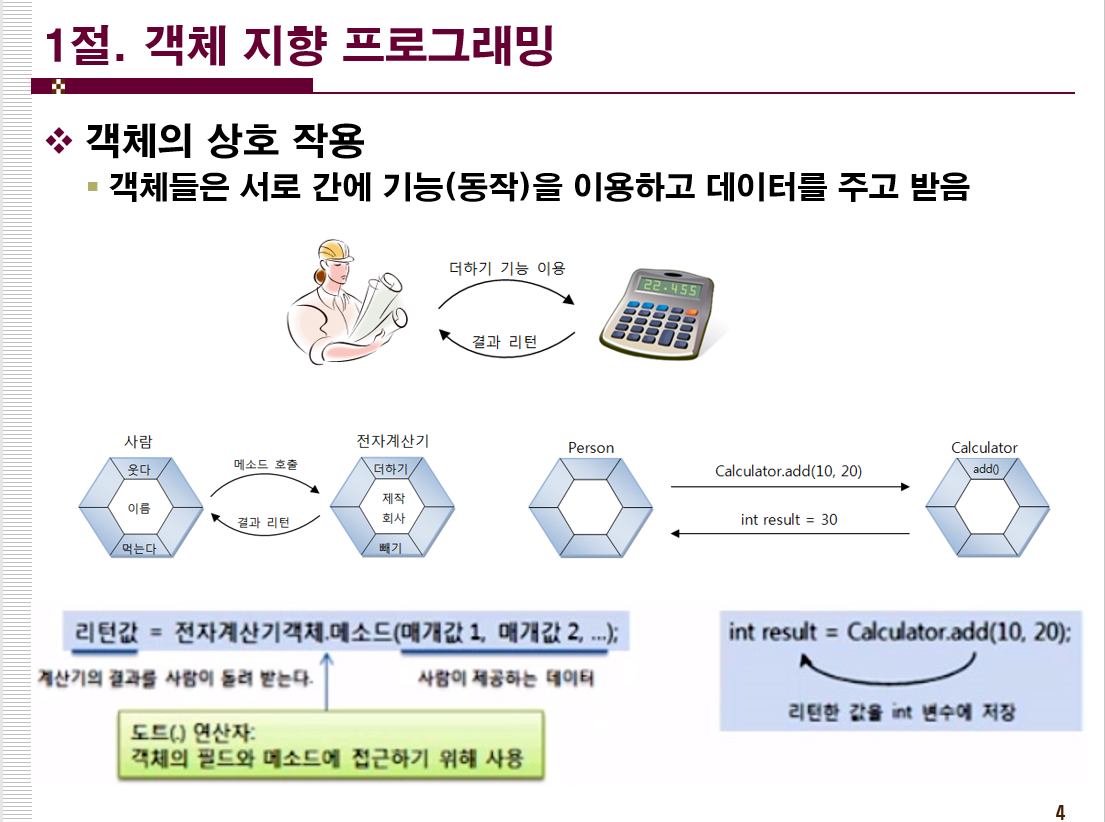 1절. 객체 지향 프로그래밍
객체의 상호 작용
객체들은 서로 간에 기능(동작)을 이용하고 데이터를 주고 받음
더하기 기능 이용
22.455
결과 리턴
사람
웃다
이름
먹는다
메소드 호출
결과 리턴
전자계산기
더하기
제작
회사
빼기
Person
Calculator.add(10, 20)
int result = 30
Calculator
add()
리턴값 = 전자계산기객체.메소드(매개값 1, 매개값 2, ...);
계산기의 결과를 사람이 돌려 받는다.
사람이 제공하는 데이터
도트(.) 연산자:
객체의 필드와 메소드에 접근하기 위해 사용
int result = Calculator.add(10, 20);
리턴한 값을 int 변수에 저장
4